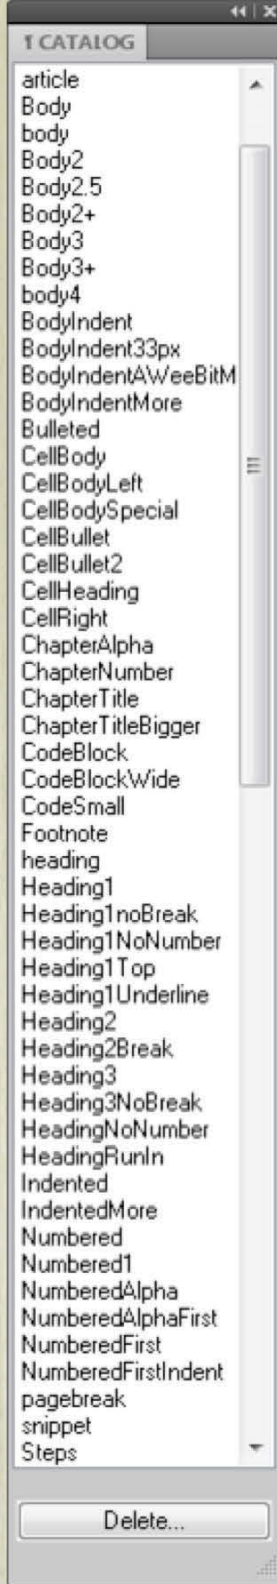 ¶ CATALOG
article
Body
body
Body2
Body2.5
Body2+
Body3
Body3+
body4
BodyIndent
BodyIndent33px
BodyIndentAWeeBitM
BodyIndentMore
Bulleted
CellBody
CellBodyLeft
CellBodySpecial
CellBullet
CellBullet2
CellHeading
CellRight
ChapterAlpha
ChapterNumber
ChapterTitle
ChapterTitleBigger
CodeBlock
CodeBlockWide
CodeSmall
Footnote
heading
Heading1
Heading1noBreak
Heading1NoNumber
Heading1Top
Heading1Underline
Heading2
Heading2Break
Heading3
Heading3NoBreak
HeadingNoNumber
HeadingRunIn
Indented
IndentedMore
Numbered
Numbered1
NumberedAlpha
NumberedAlphaFirst
NumberedFirst
NumberedFirstIndent
pagebreak
snippet
Steps
Delete...